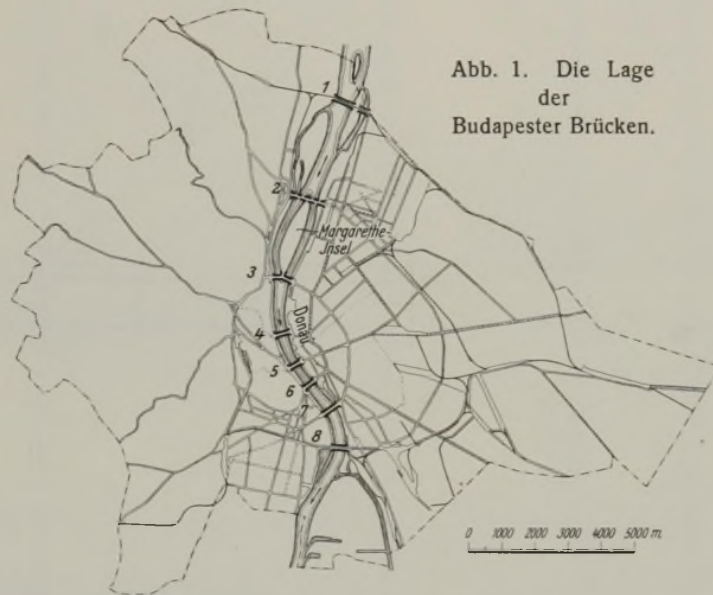 Abb. 1. Die Lage
der
Budapester Brücken.
1
2
Margarethe-
Insel
3
Donau
4
5
6
7
8
0 1000 2000 3000 4000 5000 m.